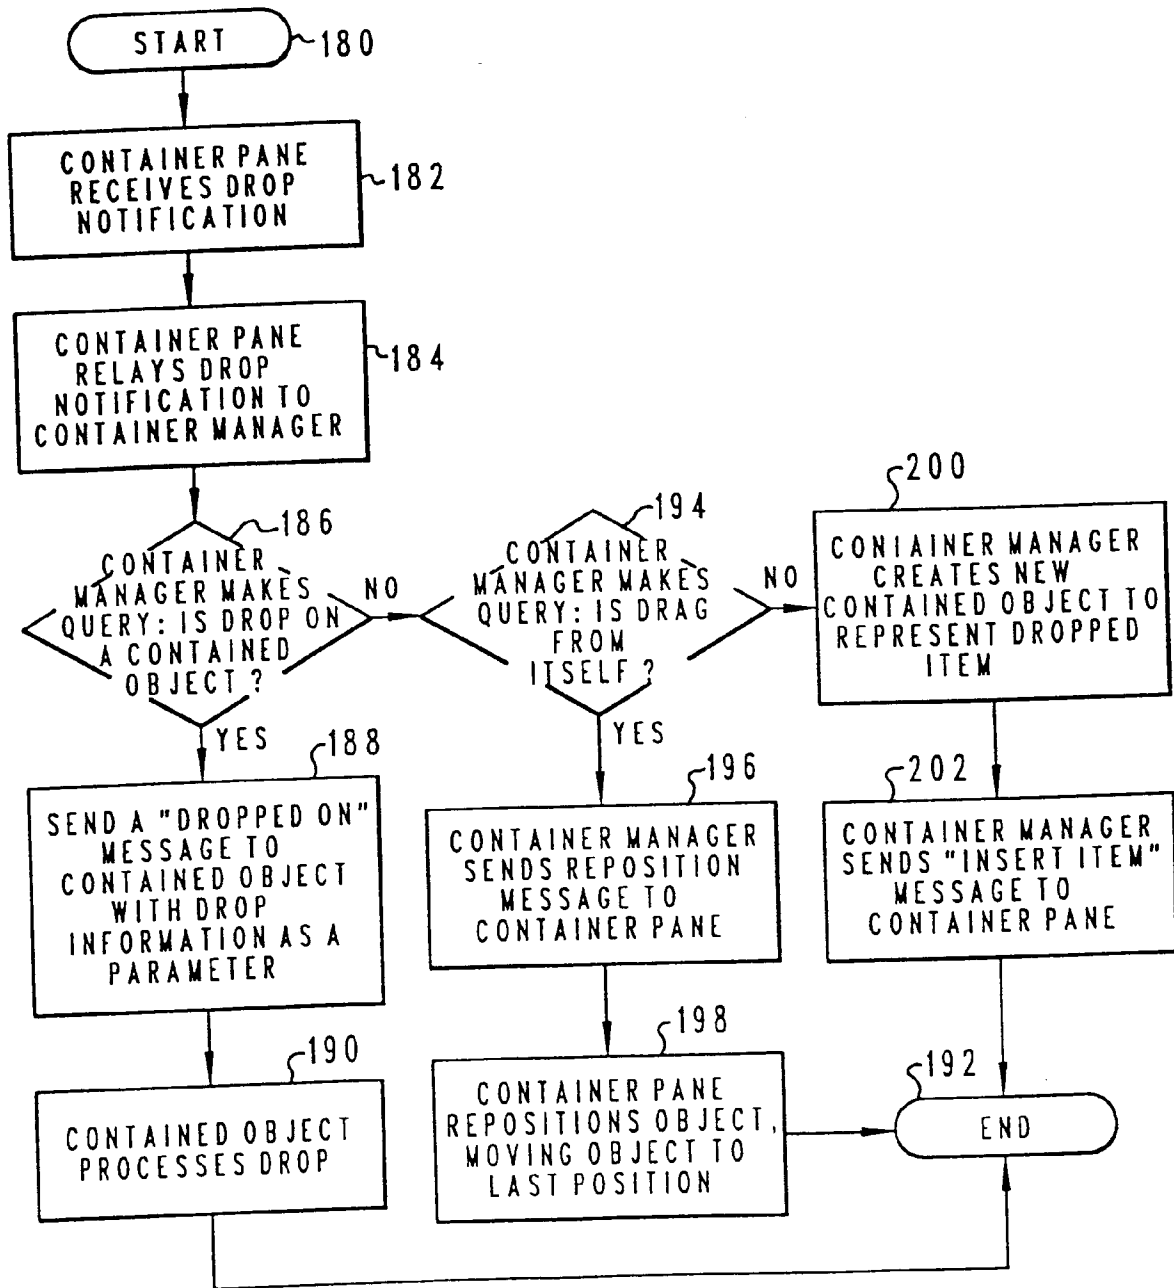 START
180
CONTAINER PANE
RECEIVES DROP
NOTIFICATION
182
CONTAINER PANE
RELAYS DROP
NOTIFICATION TO
CONTAINER MANAGER
184
186
CONTAINER
MANAGER MAKES
QUERY: IS DROP ON
A CONTAINED
OBJECT?
NO
YES
188
SEND A "DROPPED ON"
MESSAGE TO
CONTAINED OBJECT
WITH DROP
INFORMATION AS A
PARAMETER
190
CONTAINED OBJECT
PROCESSES DROP
194
CONTAINER
MANAGER MAKES
QUERY: IS DRAG
FROM
ITSELF?
NO
YES
196
CONTAINER MANAGER
SENDS REPOSITION
MESSAGE TO
CONTAINER PANE
198
CONTAINER PANE
REPOSITIONS OBJECT,
MOVING OBJECT TO
LAST POSITION
200
CONTAINER MANAGER
CREATES NEW
CONTAINED OBJECT TO
REPRESENT DROPPED
ITEM
202
CONTAINER MANAGER
SENDS "INSERT ITEM"
MESSAGE TO
CONTAINER PANE
192
END